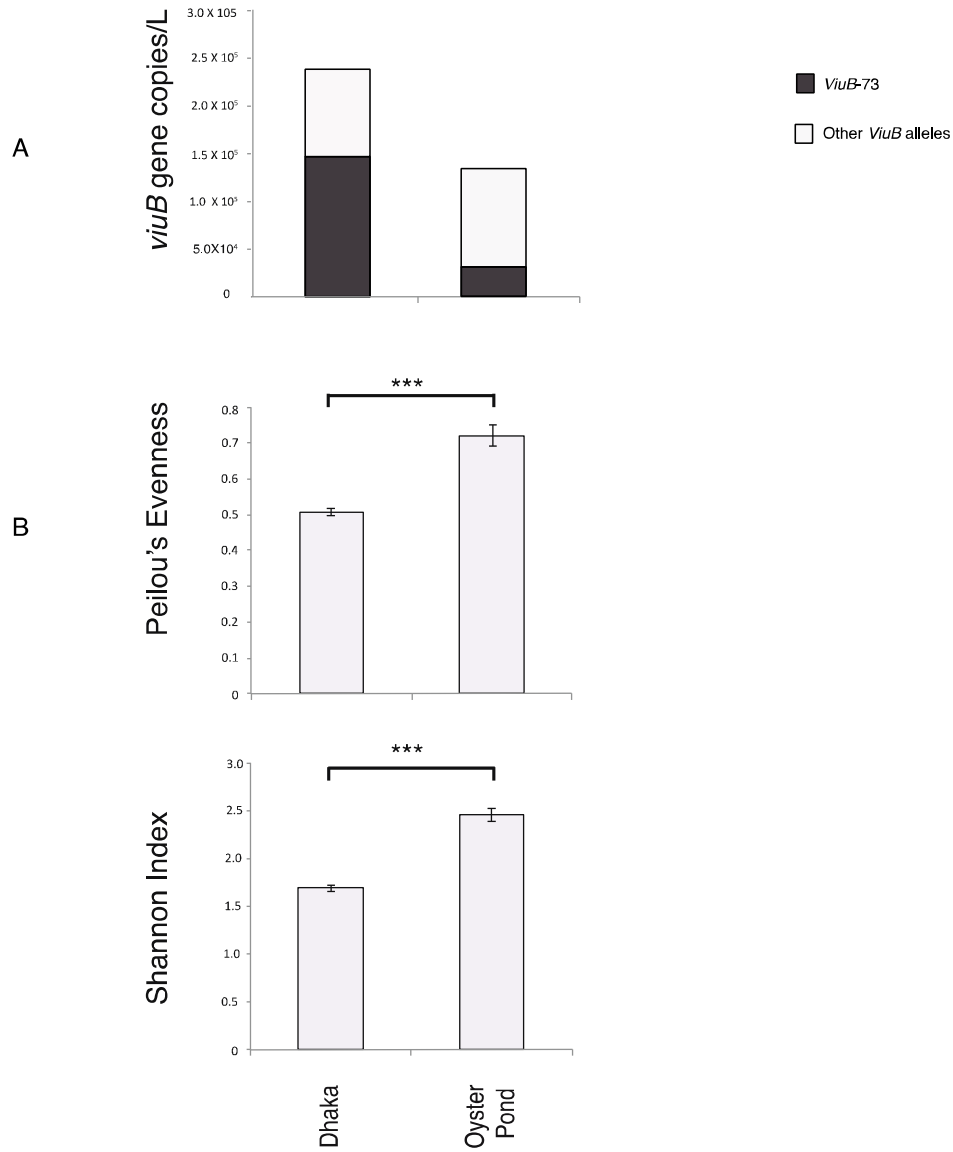 A
viuB gene copies/L
3.0 X 105
2.5 X 10⁵
2.0 X 10⁵
1.5 X 10⁵
1.0 X 10⁵
5.0X10⁴
0
ViuB-73
Other ViuB alleles
B
Peilou's Evenness
***
0.8
0.7
0.6
0.5
0.4
0.3
0.2
0.1
0
Shannon Index
***
3.0
2.5
2.0
1.5
1.0
0.5
0
Dhaka
Oyster
Pond